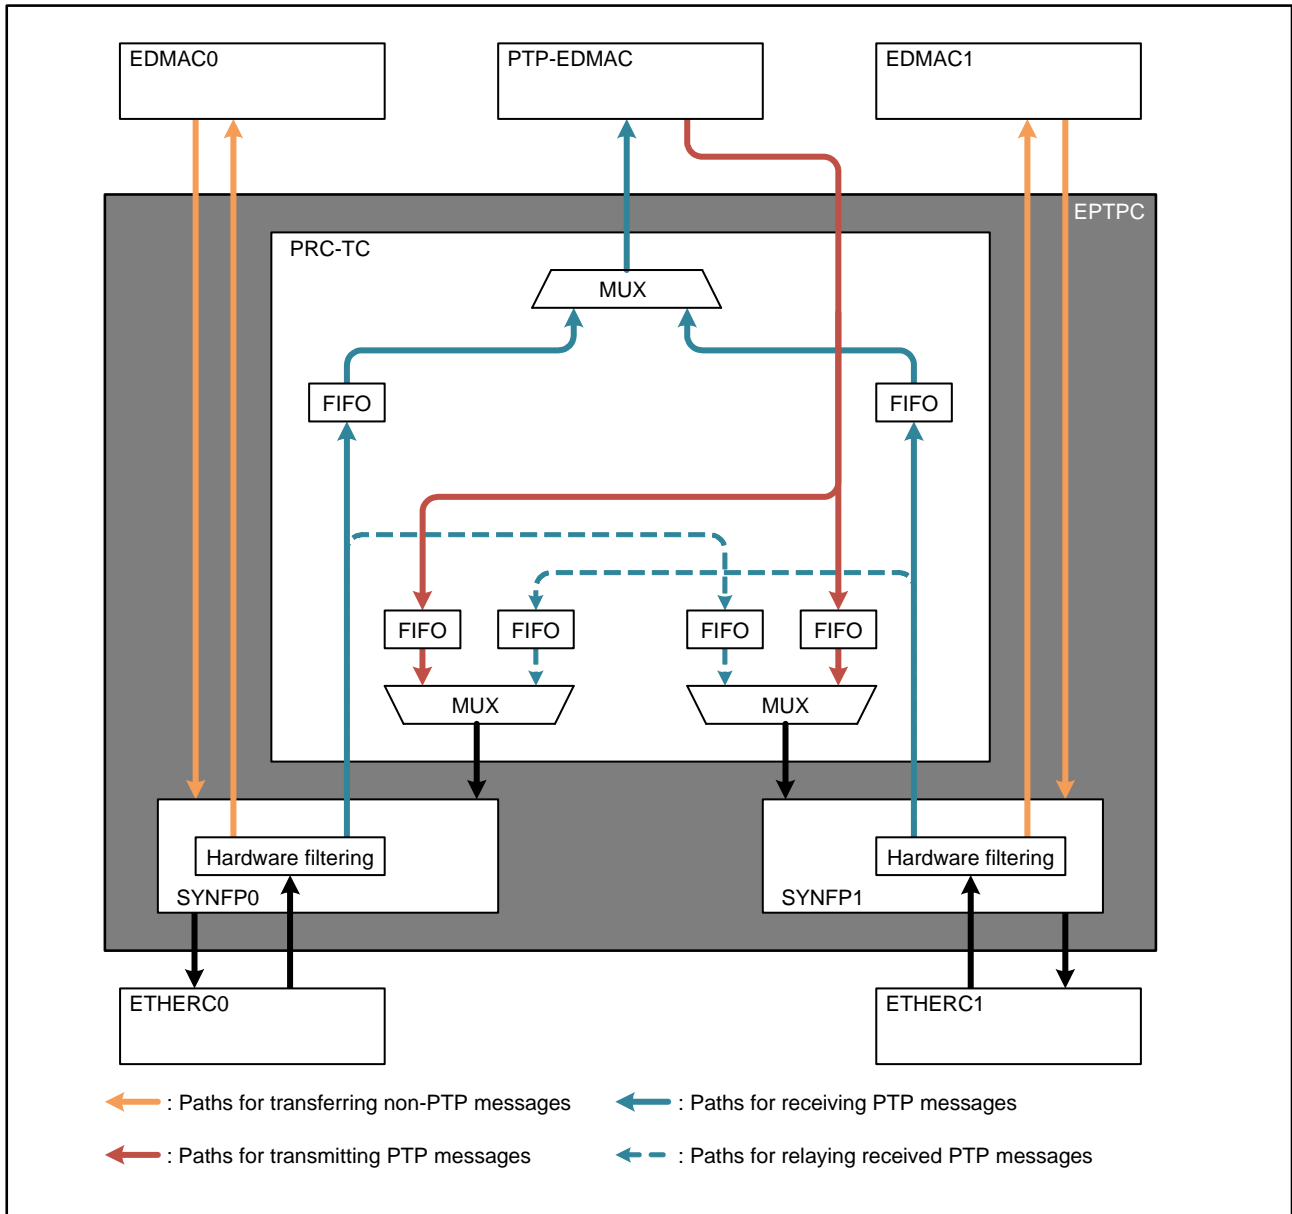 EDMAC0
PTP-EDMAC
EDMAC1
EPTPC
PRC-TC
MUX
FIFO
FIFO
FIFO
FIFO
FIFO
FIFO
MUX
MUX
Hardware filtering
Hardware filtering
SYNFP0
SYNFP1
ETHERC0
ETHERC1
: Paths for transferring non-PTP messages
: Paths for receiving PTP messages
: Paths for transmitting PTP messages
: Paths for relaying received PTP messages